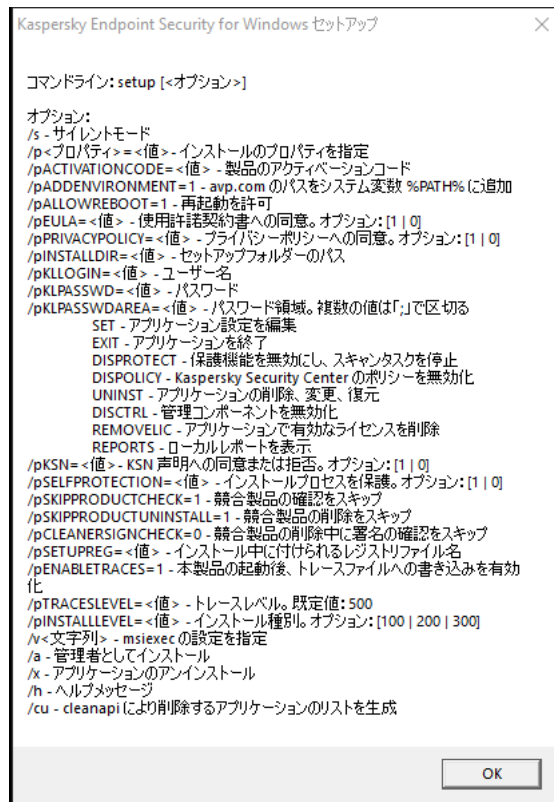 Kaspersky Endpoint Security for Windows セットアップ
コマンドライン: setup [<オプション>]
オプション:
/s - サイレントモード
/p<プロパティ>=<値> - インストールのプロパティを指定
/pACTIVATIONCODE=<値> - 製品のアクティベーションコード
/pADDENVIRONMENT=1 - avp.com のパスをシステム変数 %PATH% に追加
/pALLOWREBOOT=1 - 再起動を許可
/pEULA=<値> - 使用許諾契約書への同意。オプション: [1 | 0]
/pPRIVACYPOLICY=<値> - プライバシーポリシーへの同意。オプション: [1 | 0]
/pINSTALLDIR=<値> - セットアップフォルダーのパス
/pKLLOGIN=<値> - ユーザー名
/pKLPASSWD=<値> - パスワード
/pKLPASSWDAREA=<値> - パスワード領域。複数の値は「;」で区切る
SET - アプリケーション設定を編集
EXIT - アプリケーションを終了
DISPROTECT - 保護機能を無効にし、スキャンタスクを停止
DISPOLICY - Kaspersky Security Center のポリシーを無効化
UNINST - アプリケーションの削除、変更、復元
DISCTRL - 管理コンポーネントを無効化
REMOVELIC - アプリケーションで有効なライセンスを削除
REPORTS - ローカルレポートを表示
/pKSN=<値> - KSN 声明への同意または拒否。オプション: [1 | 0]
/pSELFPROTECTION=<値> - インストールプロセスを保護。オプション: [1 | 0]
/pSKIPPRODUCTCHECK=1 - 競合製品の確認をスキップ
/pSKIPPRODUCTUNINSTALL=1 - 競合製品の削除をスキップ
/pCLEANERSIGNCHECK=0 - 競合製品の削除中に署名の確認をスキップ
/pSETUPREG=<値> - インストール中に付けられるレジストリファイル名
/pENABLETRACES=1 - 本製品の起動後、トレースファイルへの書き込みを有効
化
/pTRACESLEVEL=<値> - トレースレベル。既定値: 500
/pINSTALLLEVEL=<値> - インストール種別。オプション: [100 | 200 | 300]
/v<文字列> - msiexec の設定を指定
/a - 管理者としてインストール
/x - アプリケーションのアンインストール
/h - ヘルプメッセージ
/cu - cleanapi により削除するアプリケーションのリストを生成
OK